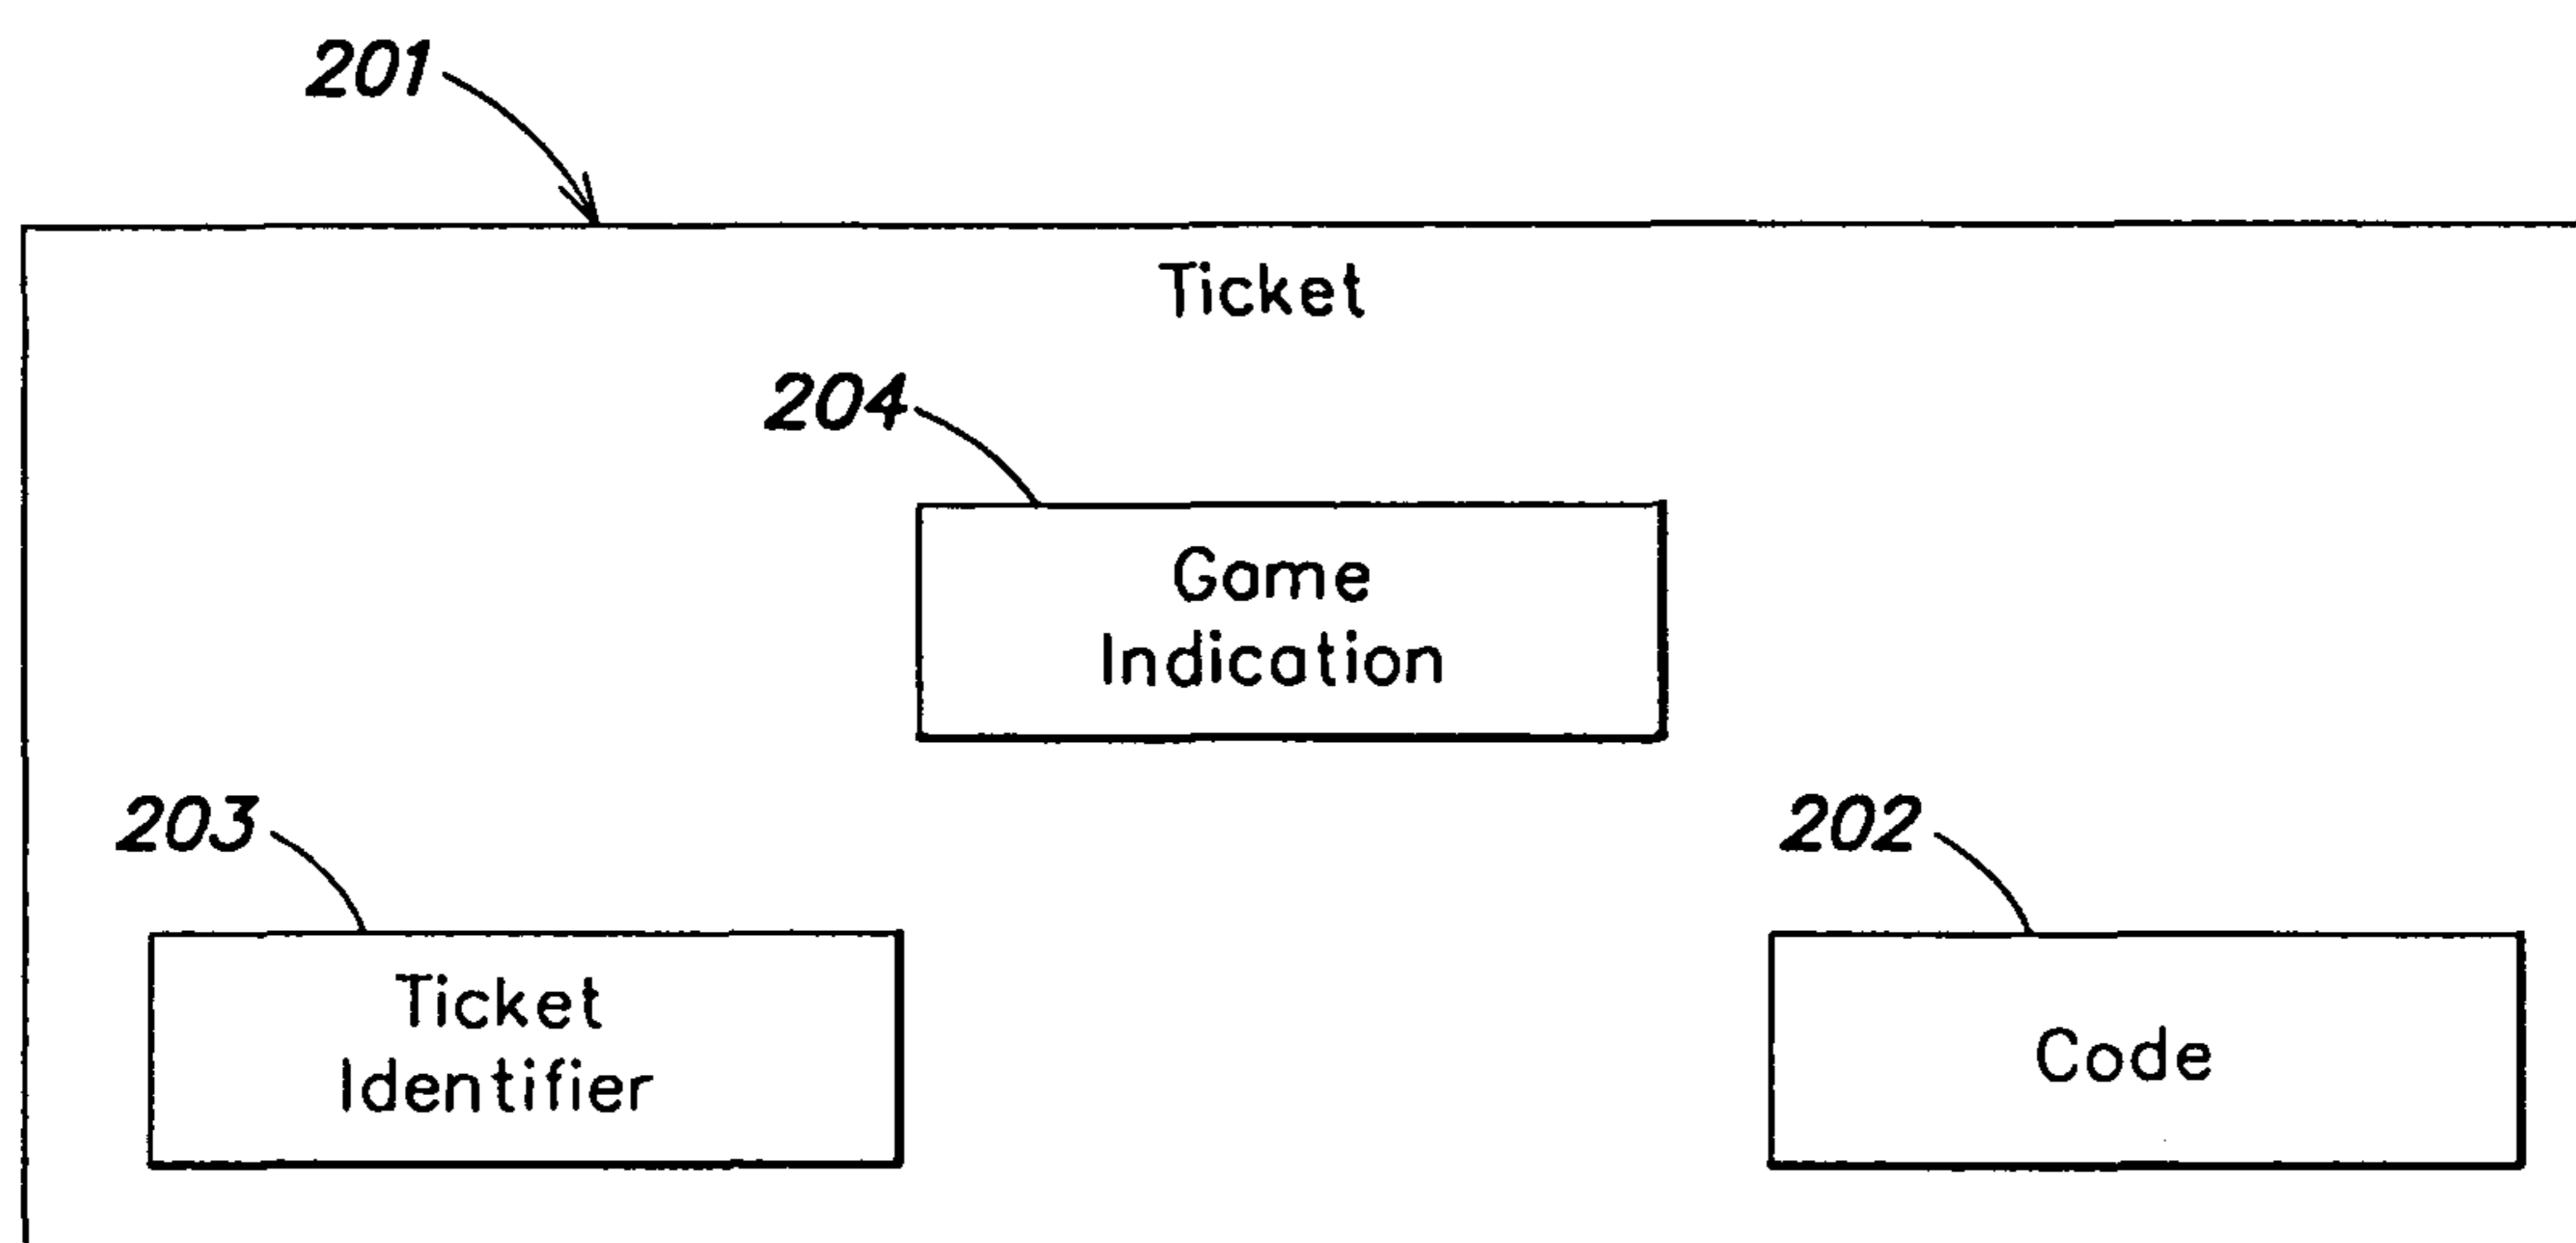 201
Ticket
204
Game
Indication
203
202
Ticket
Identifier
Code